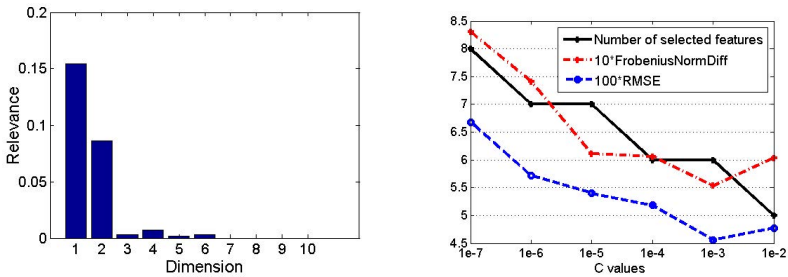 0.2
0.15
0.1
0.05
0
Relevance
1 2 3 4 5 6 7 8 9 10
Dimension
8.5
8
7.5
7
6.5
6
5.5
5
4.5
Number of selected features
10*FrobeniusNormDiff
100*RMSE
1e-7 1e-6 1e-5 1e-4 1e-3 1e-2
C values